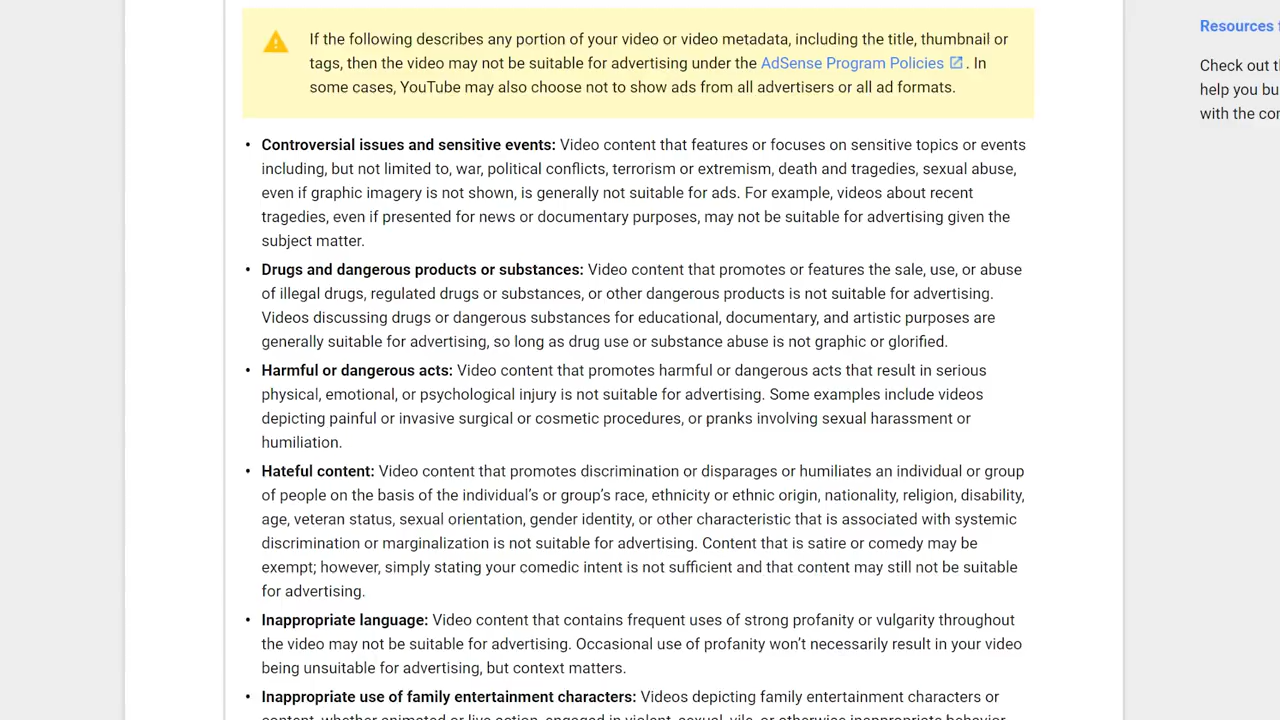 If the following describes any portion of your video or video metadata, including the title, thumbnail or
tags, then the video may not be suitable for advertising under the AdSense Program Policies. In
some cases, YouTube may also choose not to show ads from all advertisers or all ad formats.
• Controversial issues and sensitive events: Video content that features or focuses on sensitive topics or events
including, but not limited to, war, political conflicts, terrorism or extremism, death and tragedies, sexual abuse,
even if graphic imagery is not shown, is generally not suitable for ads. For example, videos about recent
tragedies, even if presented for news or documentary purposes, may not be suitable for advertising given the
subject matter.
• Drugs and dangerous products or substances: Video content that promotes or features the sale, use, or abuse
of illegal drugs, regulated drugs or substances, or other dangerous products is not suitable for advertising.
Videos discussing drugs or dangerous substances for educational, documentary, and artistic purposes are
generally suitable for advertising, so long as drug use or substance abuse is not graphic or glorified.
• Harmful or dangerous acts: Video content that promotes harmful or dangerous acts that result in serious
physical, emotional, or psychological injury is not suitable for advertising. Some examples include videos
depicting painful or invasive surgical or cosmetic procedures, or pranks involving sexual harassment or
humiliation.
• Hateful content: Video content that promotes discrimination or disparages or humiliates an individual or group
of people on the basis of the individual’s or group’s race, ethnicity or ethnic origin, nationality, religion, disability,
age, veteran status, sexual orientation, gender identity, or other characteristic that is associated with systemic
discrimination or marginalization is not suitable for advertising. Content that is satire or comedy may be
exempt; however, simply stating your comedic intent is not sufficient and that content may still not be suitable
for advertising.
• Inappropriate language: Video content that contains frequent uses of strong profanity or vulgarity throughout
the video may not be suitable for advertising. Occasional use of profanity won’t necessarily result in your video
being unsuitable for advertising, but context matters.
• Inappropriate use of family entertainment characters: Videos depicting family entertainment characters or
content, whether animated or live action, engaged in violent, sexual, vile, or otherwise inappropriate behavior
Resources
Check out
help you
with the